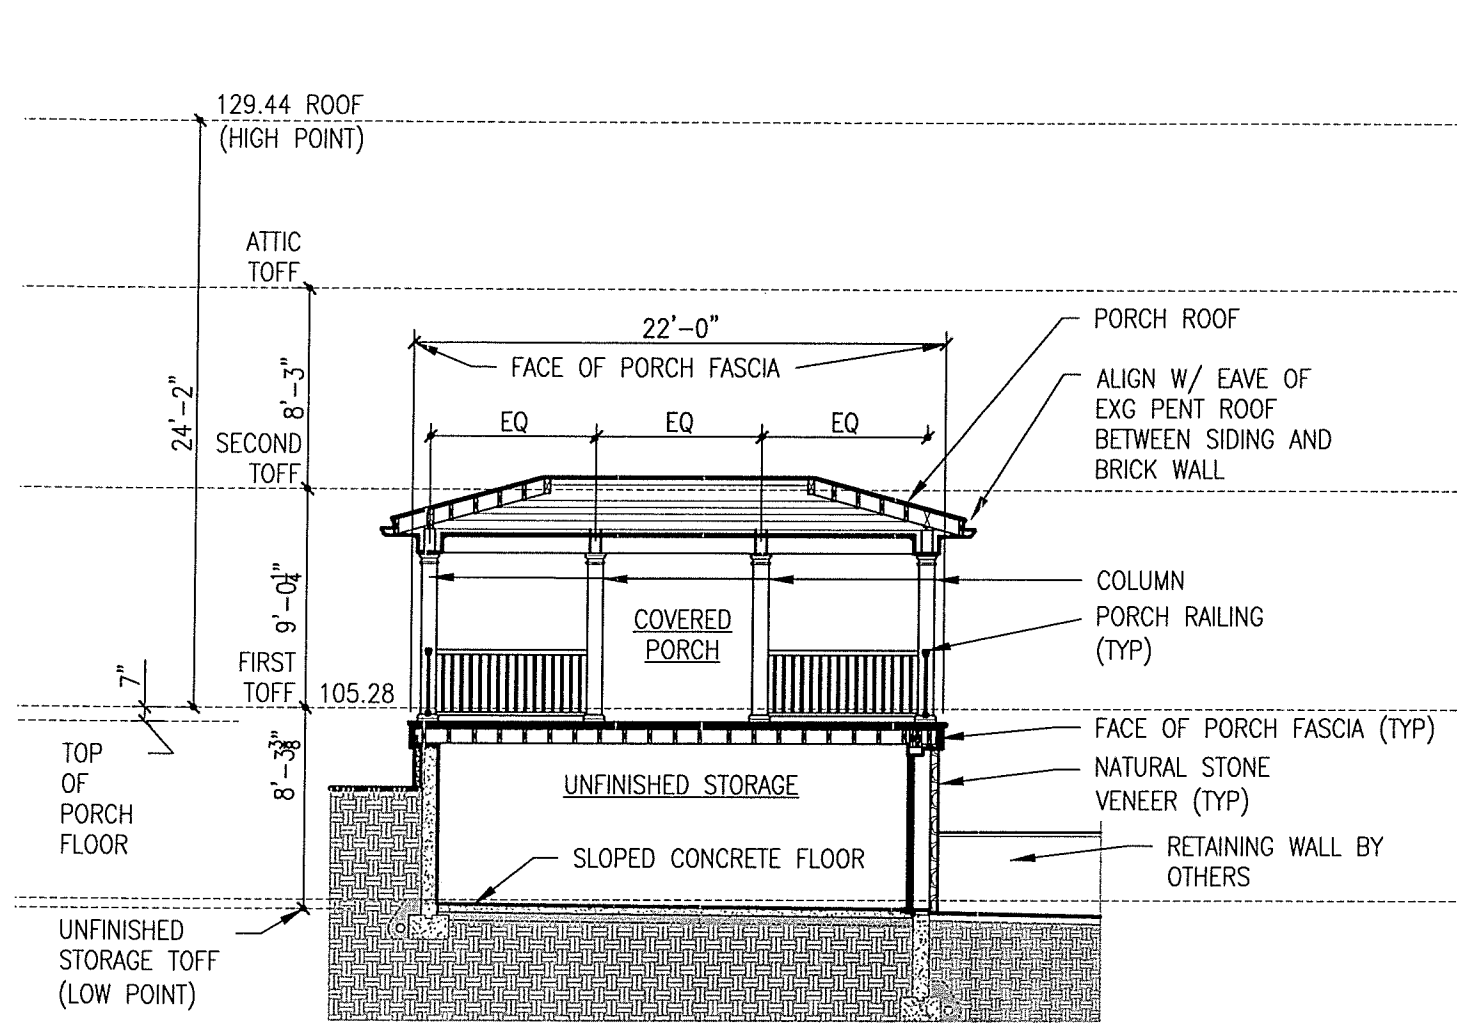 129.44 ROOF
(HIGH POINT)
ATTIC
TOFF
22'-0"
PORCH ROOF
FACE OF PORCH FASCIA
ALIGN W/ EAVE OF
EXG PENT ROOF
BETWEEN SIDING AND
BRICK WALL
24'-2"
8'-3"
EQ
EQ
EQ
SECOND
TOFF
9'-0¼"
COLUMN
COVERED
PORCH
PORCH RAILING
(TYP)
FIRST
TOFF
105.28
7"
TOP
OF
PORCH
FLOOR
8'-3⅜"
FACE OF PORCH FASCIA (TYP)
NATURAL STONE
VENEER (TYP)
UNFINISHED STORAGE
SLOPED CONCRETE FLOOR
RETAINING WALL BY
OTHERS
UNFINISHED
STORAGE TOFF
(LOW POINT)